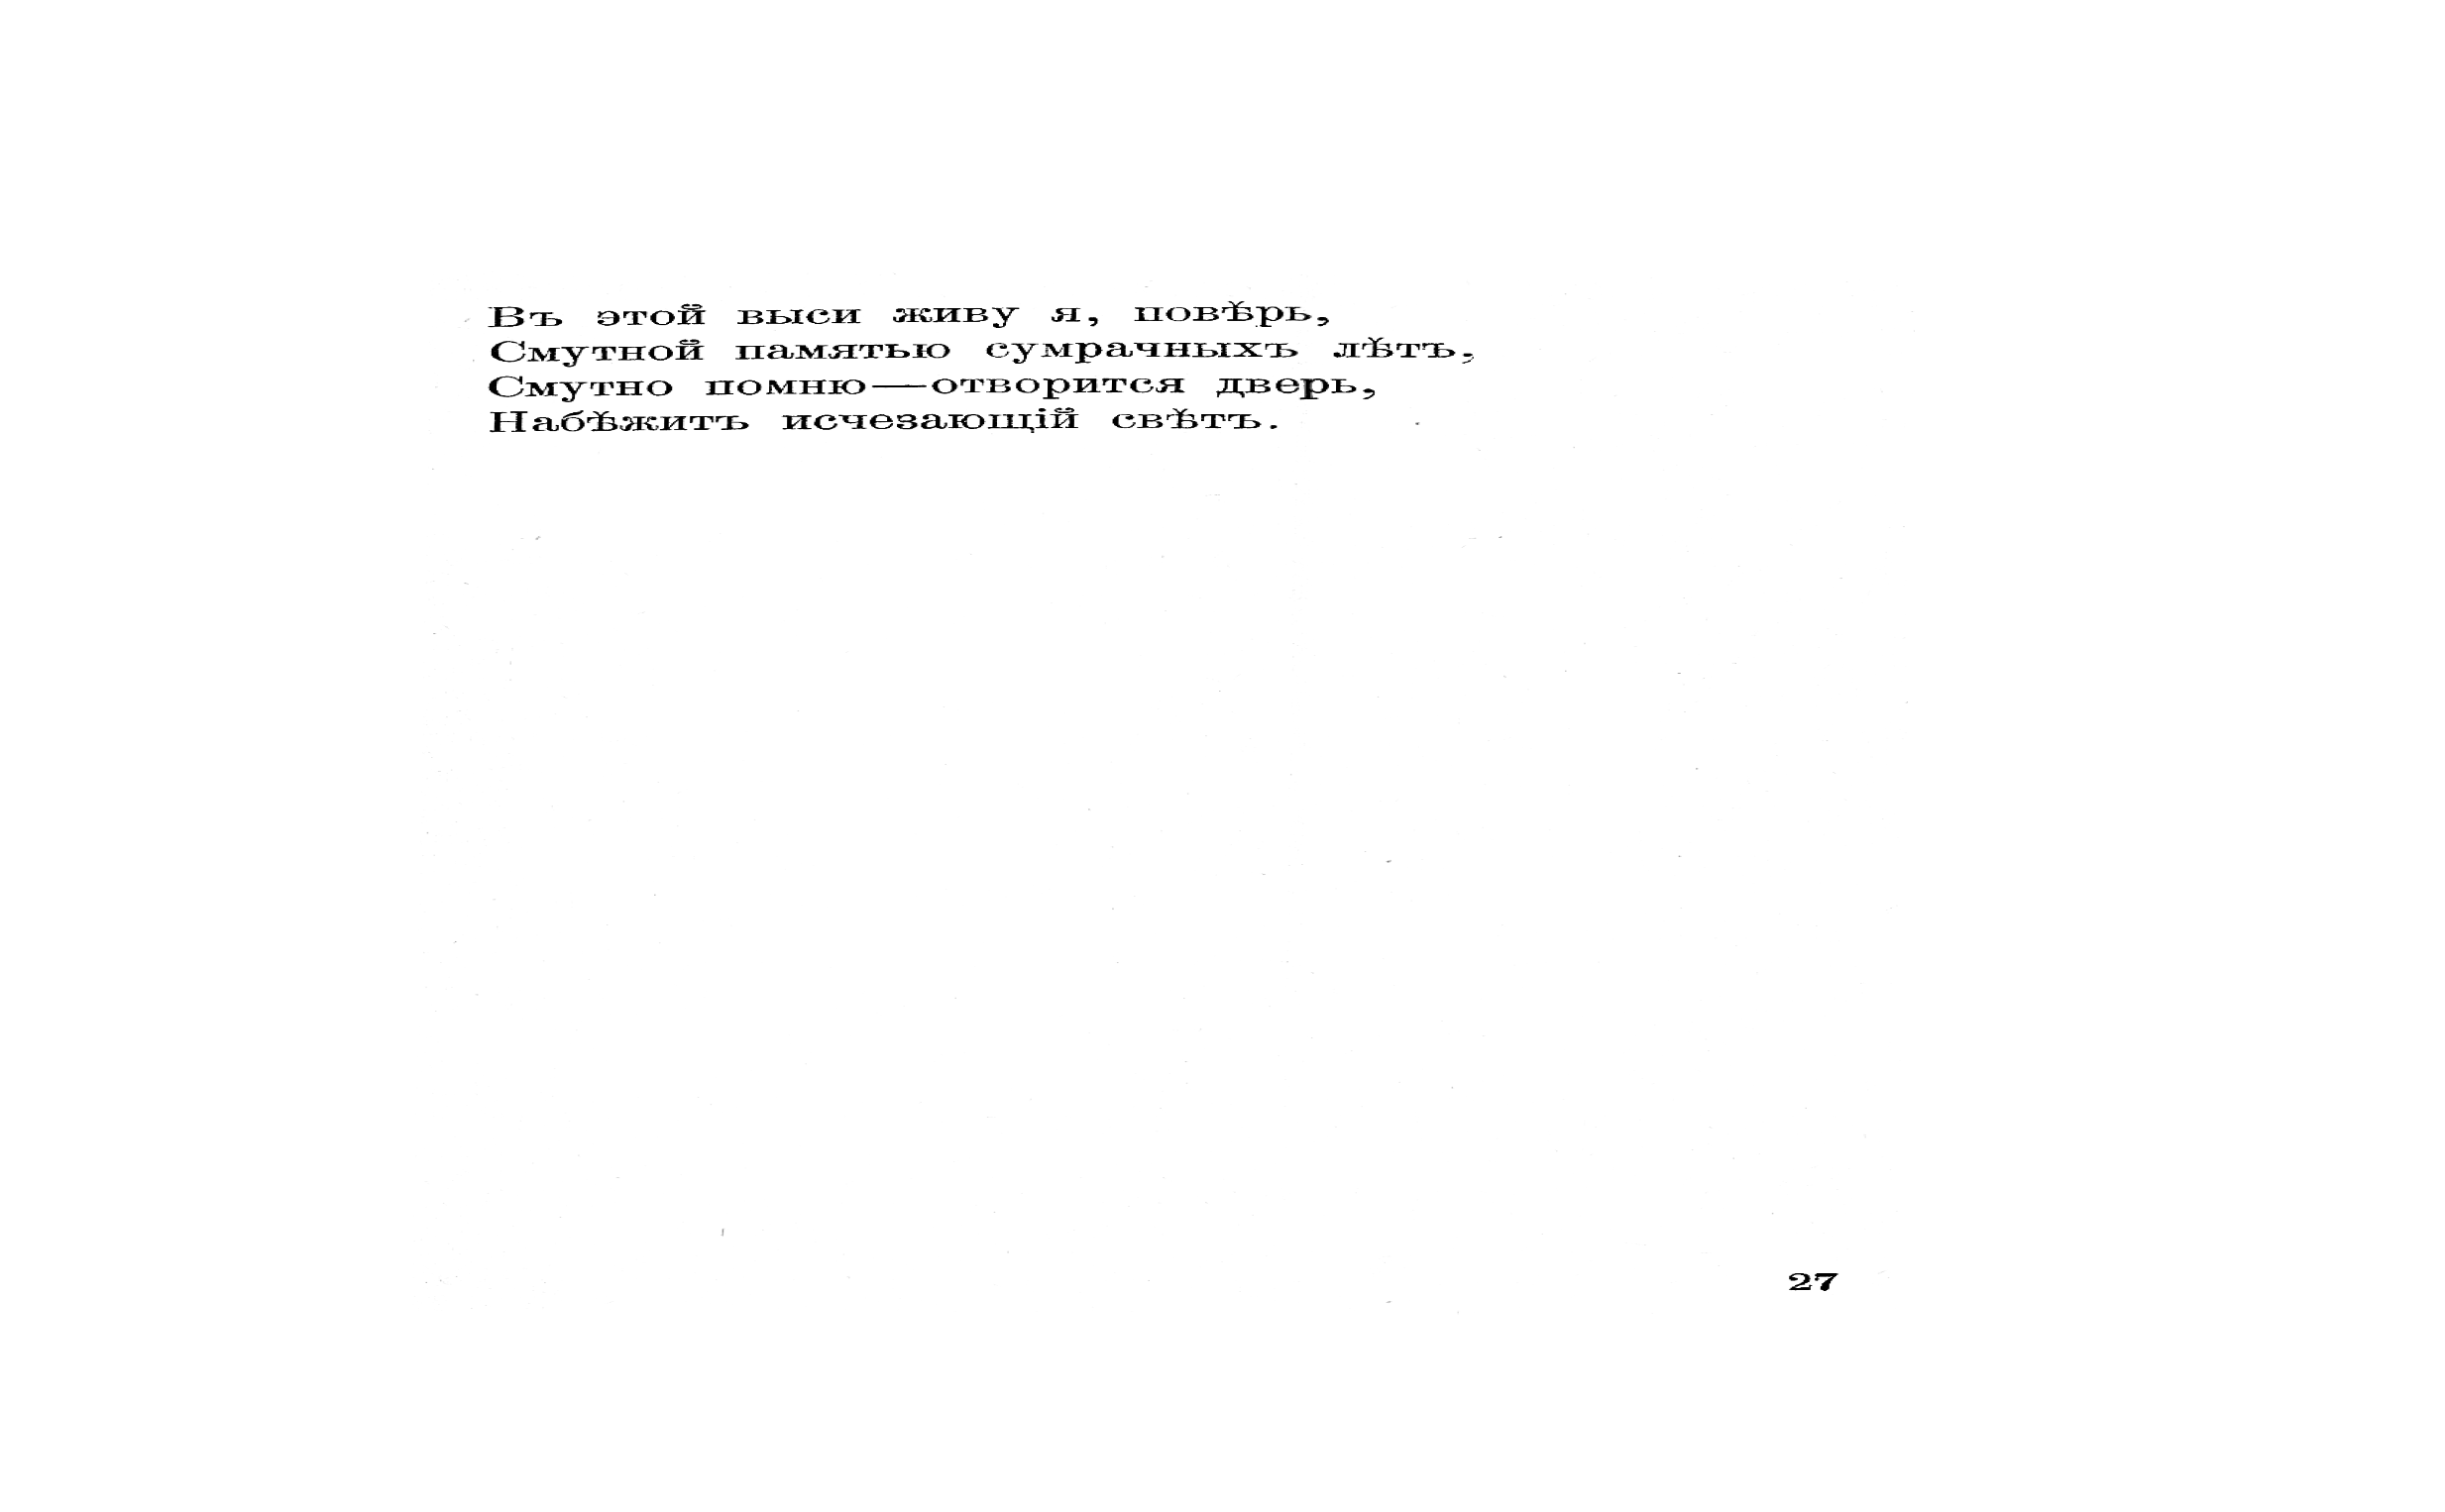 Въ этой выси живу я, повѣрь,
Смутной памятью сумрачныхъ лѣтъ,
Смутно помню—отворится дверь,
Набѣжитъ исчезающій свѣтъ.
27